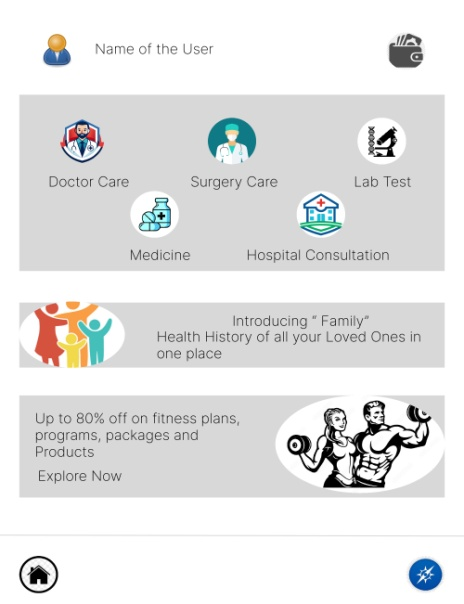 Name of the User
Doctor Care
Surgery Care
Lab Test
Medicine
Hospital Consultation
Introducing “ Family”
Health History of all your Loved Ones in
one place
Up to 80% off on fitness plans,
programs, packages and
Products
Explore Now